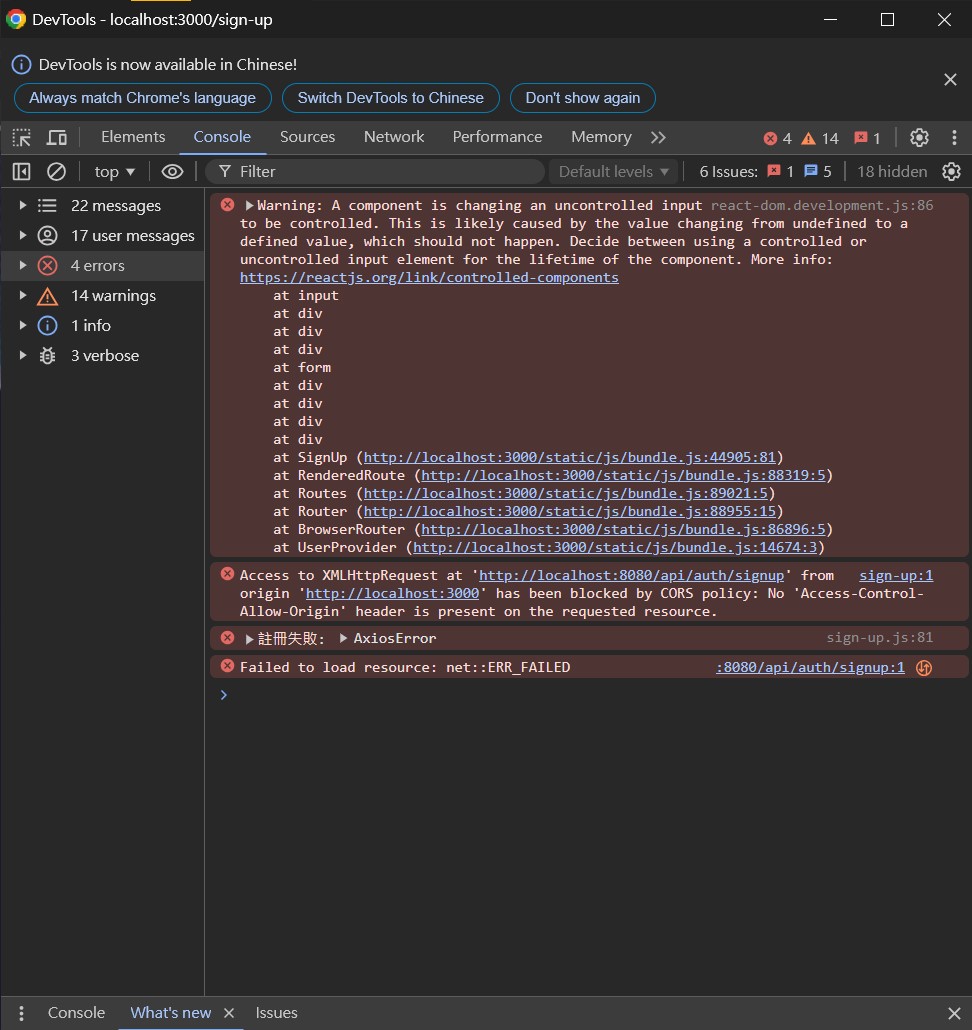 DevTools - localhost:3000/sign-up
DevTools is now available in Chinese!
Always match Chrome's language Switch DevTools to Chinese Don't show again
Elements Console Sources Network Performance Memory 4 14 1
top Filter Default levels 6 Issues: 1 5 18 hidden
22 messages
17 user messages
4 errors
14 warnings
1 info
3 verbose
Warning: A component is changing an uncontrolled input react-dom.development.js:86
to be controlled. This is likely caused by the value changing from undefined to a
defined value, which should not happen. Decide between using a controlled or
uncontrolled input element for the lifetime of the component. More info:
https://reactjs.org/link/controlled-components
at input
at div
at div
at div
at form
at div
at div
at div
at div
at SignUp (http://localhost:3000/static/js/bundle.js:44905:81)
at RenderedRoute (http://localhost:3000/static/js/bundle.js:88319:5)
at Routes (http://localhost:3000/static/js/bundle.js:89021:5)
at Router (http://localhost:3000/static/js/bundle.js:88955:15)
at BrowserRouter (http://localhost:3000/static/js/bundle.js:86896:5)
at UserProvider (http://localhost:3000/static/js/bundle.js:14674:3)
Access to XMLHttpRequest at 'http://localhost:8080/api/auth/signup' from sign-up:1
origin 'http://localhost:3000' has been blocked by CORS policy: No 'Access-Control-
Allow-Origin' header is present on the requested resource.
註冊失敗: AxiosError sign-up.js:81
Failed to load resource: net::ERR_FAILED :8080/api/auth/signup:1
Console What's new Issues